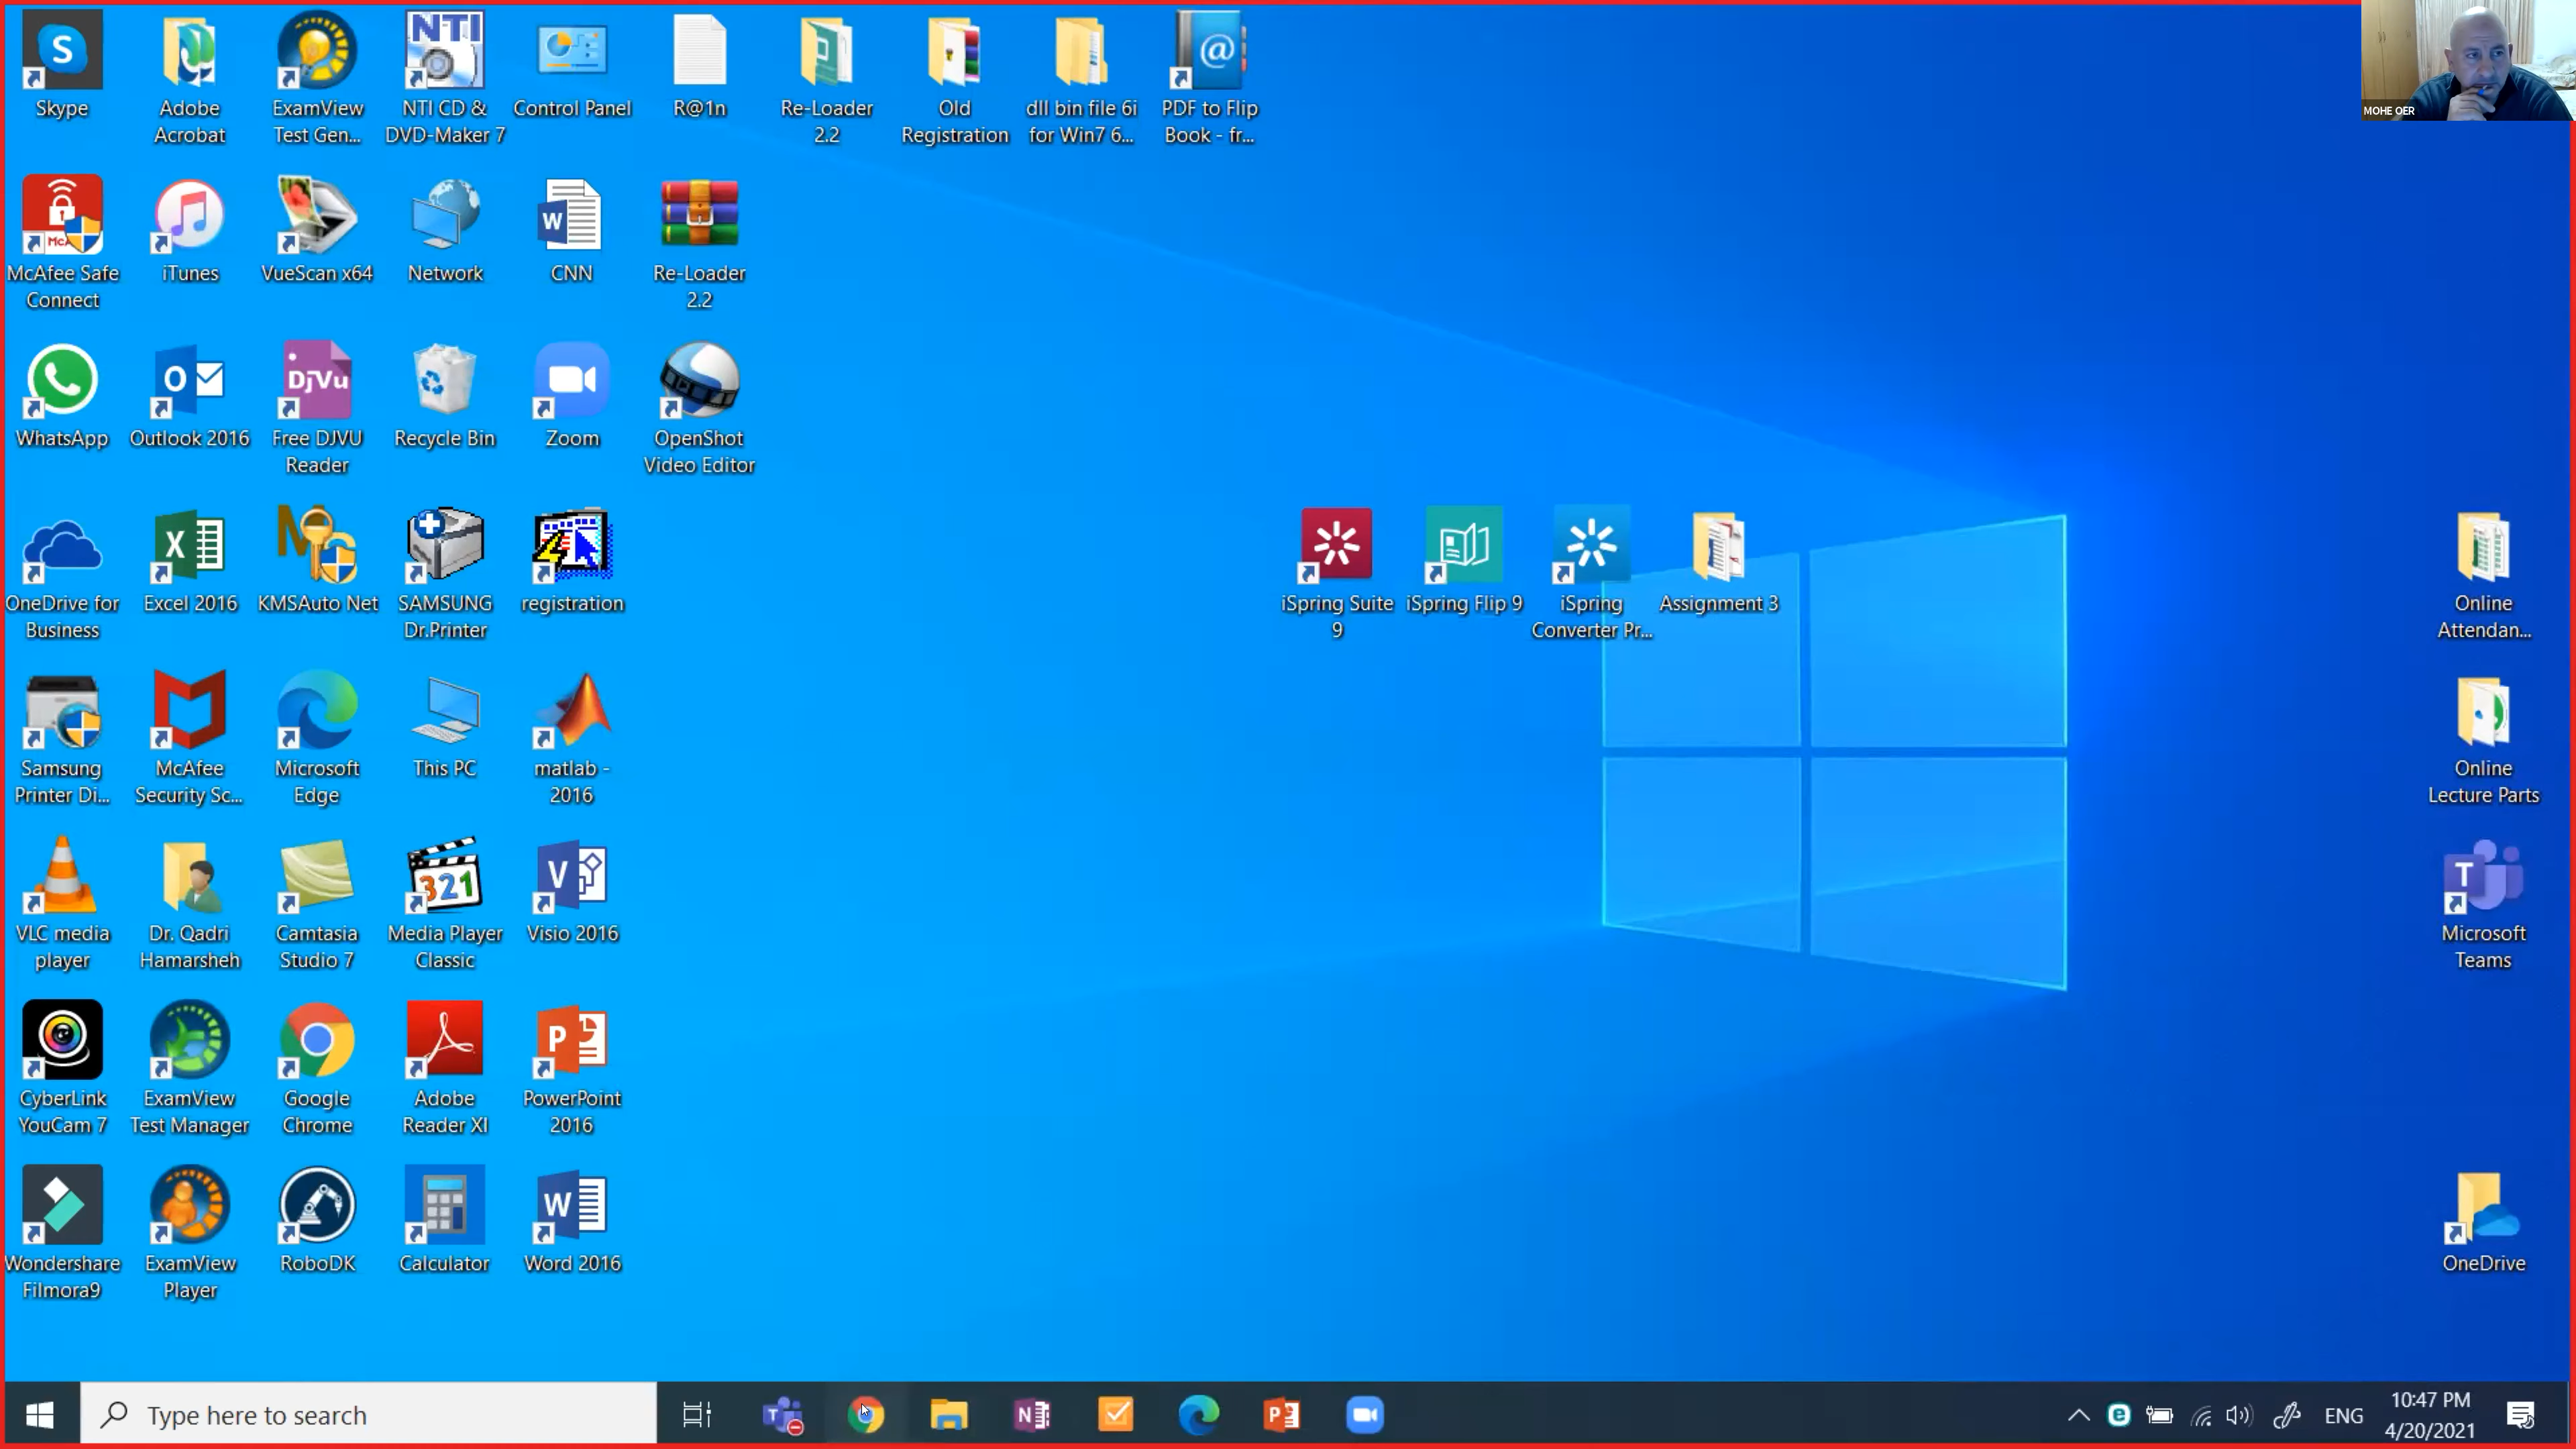 Skype
Adobe
Acrobat
ExamView
Test Gen...
NTI
NTI CD &
DVD-Maker 7
Control Panel
R@1n
Re-Loader
2.2
Old
Registration
dll bin file 6i
for Win7 6...
PDF to Flip
Book - fr...
MOHE OER
McAfee Safe
Connect
iTunes
VueScan x64
Network
CNN
Re-Loader
2.2
WhatsApp
Outlook 2016
DjVu
Free DJVU
Reader
Recycle Bin
Zoom
OpenShot
Video Editor
OneDrive for
Business
Excel 2016
KMSAuto Net
SAMSUNG
Dr.Printer
registration
iSpring Suite
9
iSpring Flip 9
iSpring
Converter Pr...
Assignment 3
Online
Attendan...
Samsung
Printer Di...
McAfee
Security Sc...
Microsoft
Edge
This PC
matlab -
2016
Online
Lecture Parts
VLC media
player
Dr. Qadri
Hamarsheh
Camtasia
Studio 7
321
Media Player
Classic
Visio 2016
Microsoft
Teams
CyberLink
YouCam 7
ExamView
Test Manager
Google
Chrome
Adobe
Reader XI
PowerPoint
2016
Wondershare
Filmora9
ExamView
Player
RoboDK
Calculator
Word 2016
OneDrive
Type here to search
ENG
10:47 PM
4/20/2021